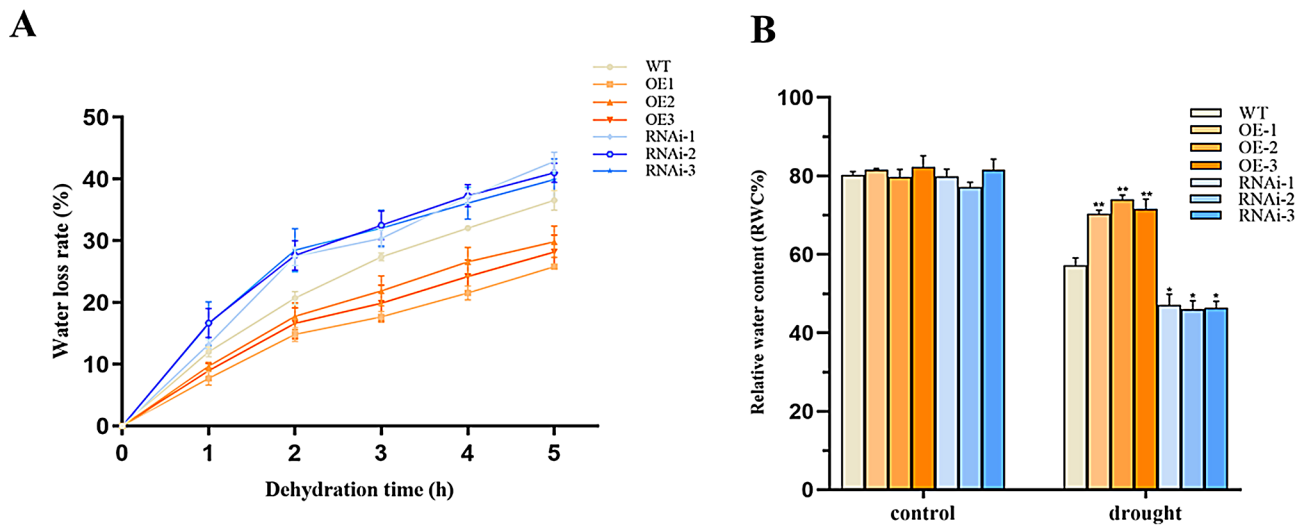 A
B
WT
OE1
OE2
OE3
RNAi-1
RNAi-2
RNAi-3
50
40
30
20
10
0
Water loss rate (%)
0 1 2 3 4 5
Dehydration time (h)
WT
OE-1
OE-2
OE-3
RNAi-1
RNAi-2
RNAi-3
100
80
60
40
20
0
Relative water content (RWC%)
** ** **
* * *
control drought